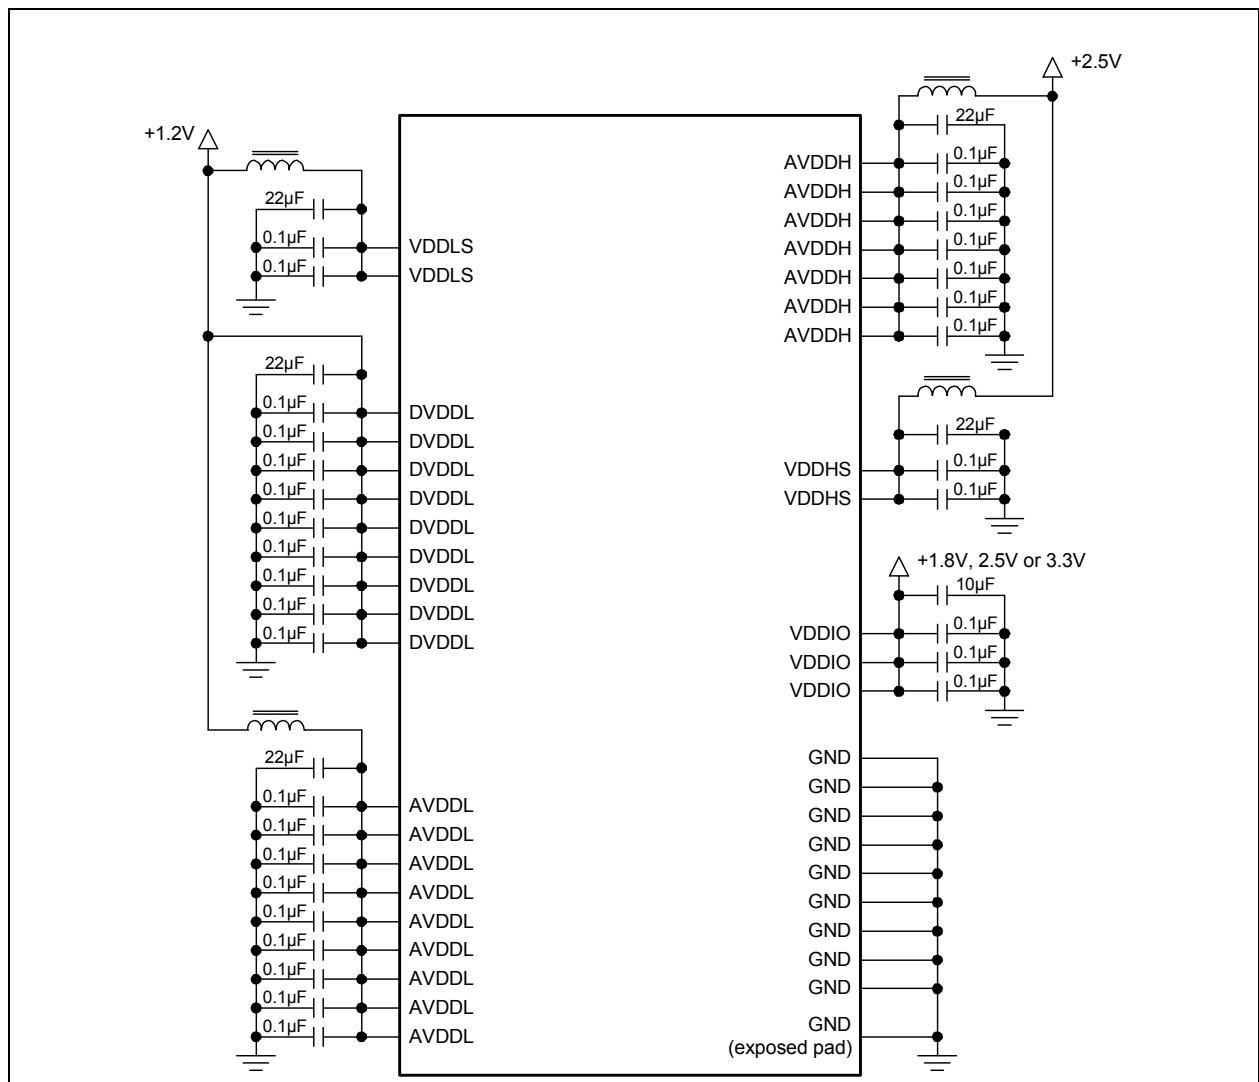 +2.5V
+1.2V
22µF
AVDDH
0.1µF
AVDDH
0.1µF
AVDDH
0.1µF
AVDDH
0.1µF
AVDDH
0.1µF
AVDDH
0.1µF
AVDDH
0.1µF
22µF
0.1µF
VDDLS
0.1µF
VDDLS
22µF
0.1µF
DVDDL
0.1µF
DVDDL
0.1µF
DVDDL
0.1µF
DVDDL
0.1µF
DVDDL
0.1µF
DVDDL
0.1µF
DVDDL
0.1µF
DVDDL
0.1µF
DVDDL
22µF
VDDHS
0.1µF
VDDHS
0.1µF
+1.8V, 2.5V or 3.3V
10µF
VDDIO
0.1µF
VDDIO
0.1µF
VDDIO
0.1µF
22µF
0.1µF
AVDDL
0.1µF
AVDDL
0.1µF
AVDDL
0.1µF
AVDDL
0.1µF
AVDDL
0.1µF
AVDDL
0.1µF
AVDDL
0.1µF
AVDDL
0.1µF
AVDDL
GND
GND
GND
GND
GND
GND
GND
GND
GND
GND
(exposed pad)